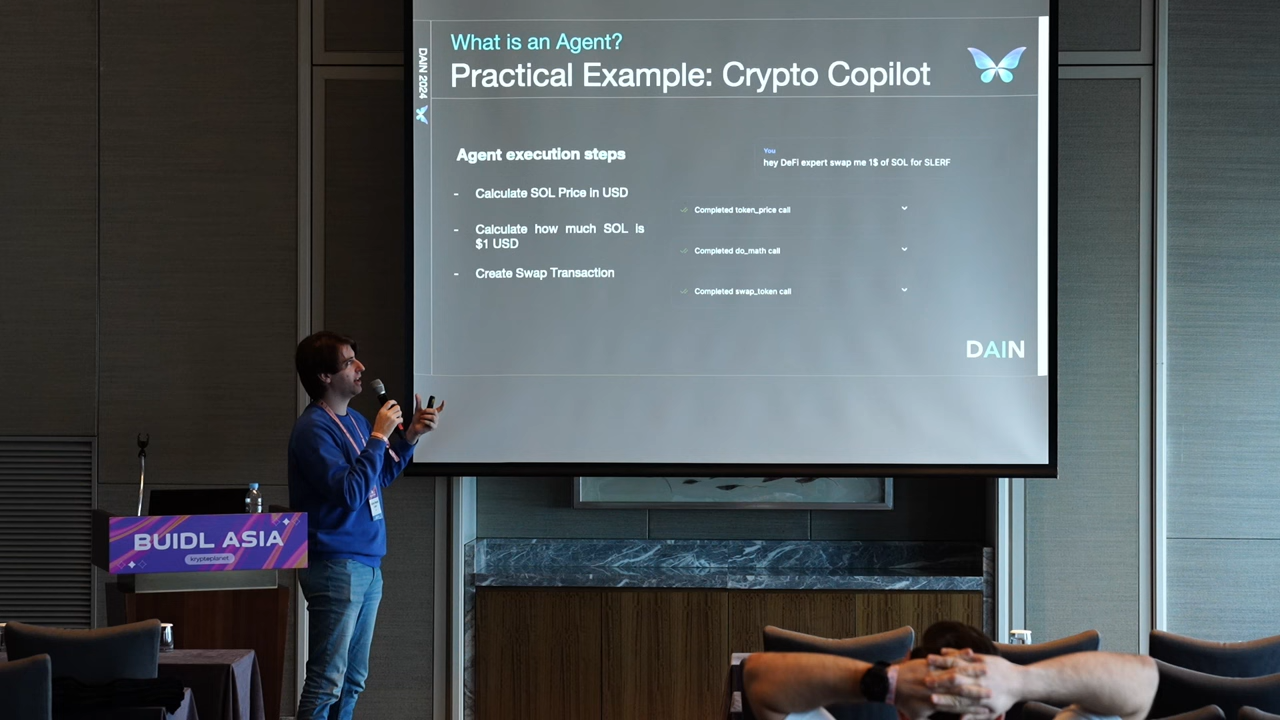 What is an Agent?
Practical Example: Crypto Copilot
DAIN 2024
Agent execution steps
- Calculate SOL Price in USD
- Calculate how much SOL is
$1 USD
- Create Swap Transaction
You
hey DeFi expert swap me 1$ of SOL for SLERF
Completed token_price call
Completed do_math call
Completed swap_token call
DAIN
BUIDL ASIA
kryptoplanet